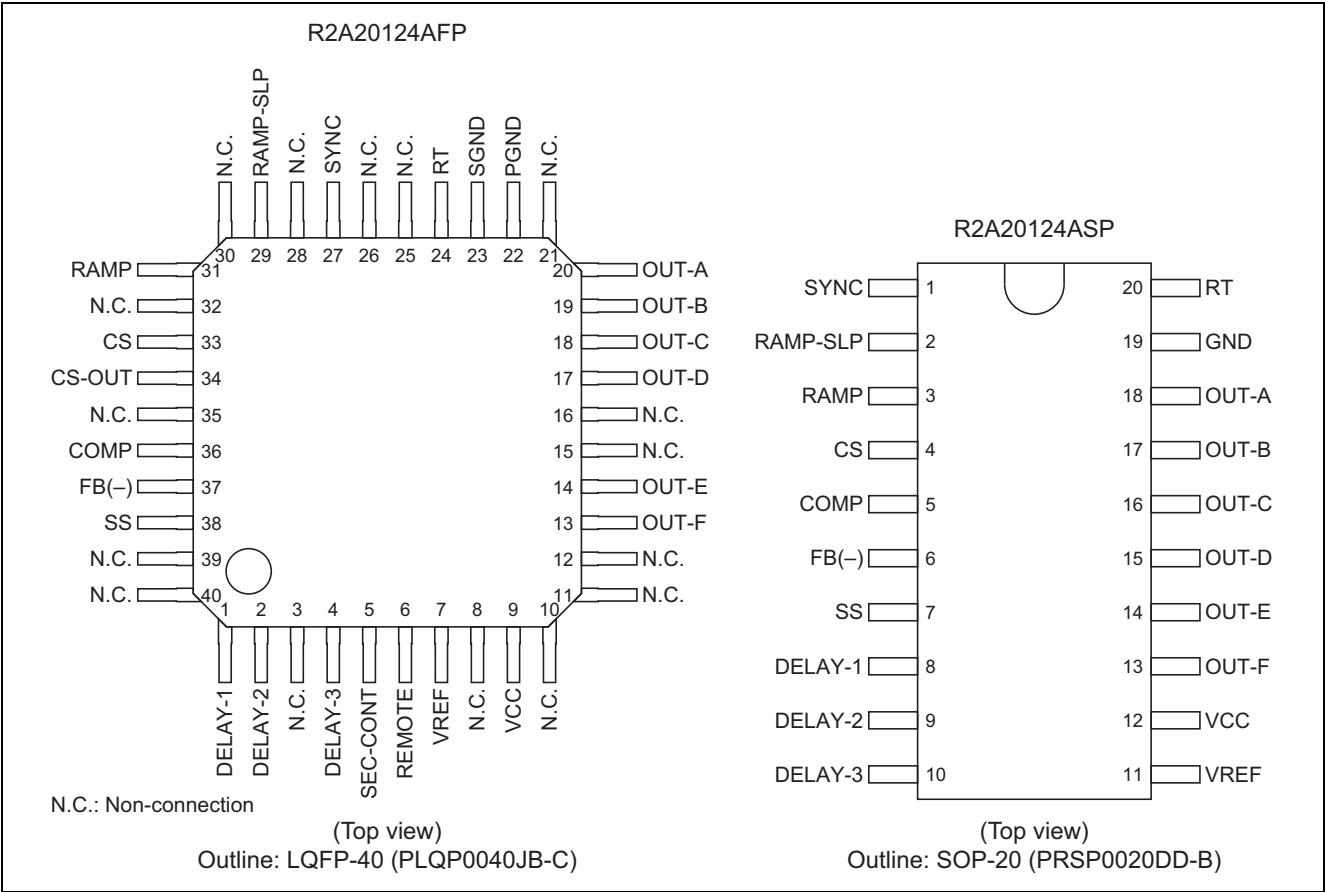 R2A20124AFP
N.C.
RAMP-SLP
N.C.
SYNC
N.C.
N.C.
RT
SGND
PGND
N.C.
30 29 28 27 26 25 24 23 22 21
RAMP 31
N.C. 32
CS 33
CS-OUT 34
N.C. 35
COMP 36
FB(–) 37
SS 38
N.C. 39
N.C. 40
20 OUT-A
19 OUT-B
18 OUT-C
17 OUT-D
16 N.C.
15 N.C.
14 OUT-E
13 OUT-F
12 N.C.
11 N.C.
1 2 3 4 5 6 7 8 9 10
DELAY-1
DELAY-2
N.C.
DELAY-3
SEC-CONT
REMOTE
VREF
N.C.
VCC
N.C.
N.C.: Non-connection
(Top view)
Outline: LQFP-40 (PLQP0040JB-C)
R2A20124ASP
SYNC 1 20 RT
RAMP-SLP 2 19 GND
RAMP 3 18 OUT-A
CS 4 17 OUT-B
COMP 5 16 OUT-C
FB(–) 6 15 OUT-D
SS 7 14 OUT-E
DELAY-1 8 13 OUT-F
DELAY-2 9 12 VCC
DELAY-3 10 11 VREF
(Top view)
Outline: SOP-20 (PRSP0020DD-B)